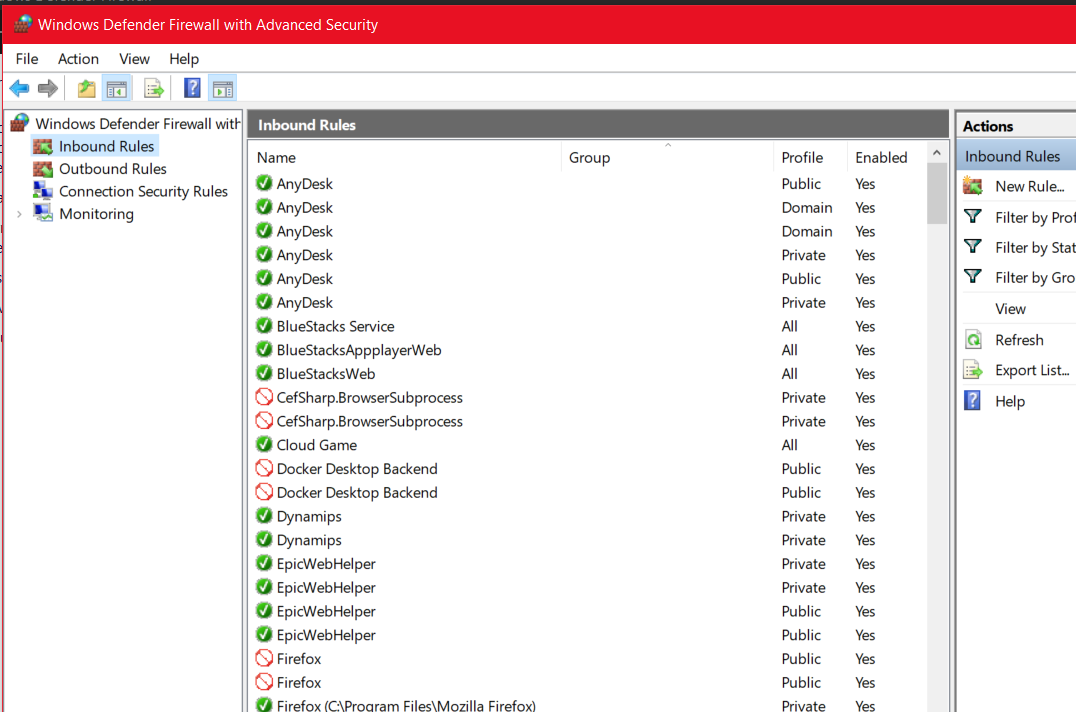 Windows Defender Firewall with Advanced Security
File Action View Help
Windows Defender Firewall with
Inbound Rules
Outbound Rules
Connection Security Rules
Monitoring
Inbound Rules
Name Group Profile Enabled
AnyDesk Public Yes
AnyDesk Domain Yes
AnyDesk Domain Yes
AnyDesk Private Yes
AnyDesk Public Yes
AnyDesk Private Yes
BlueStacks Service All Yes
BlueStacksAppplayerWeb All Yes
BlueStacksWeb All Yes
CefSharp.BrowserSubprocess Private Yes
CefSharp.BrowserSubprocess Private Yes
Cloud Game All Yes
Docker Desktop Backend Public Yes
Docker Desktop Backend Public Yes
Dynamips Private Yes
Dynamips Private Yes
EpicWebHelper Private Yes
EpicWebHelper Private Yes
EpicWebHelper Public Yes
EpicWebHelper Public Yes
Firefox Public Yes
Firefox Public Yes
Firefox (C:\Program Files\Mozilla Firefox) Private Yes
Actions
Inbound Rules
New Rule...
Filter by Prof
Filter by Stat
Filter by Gro
View
Refresh
Export List...
Help